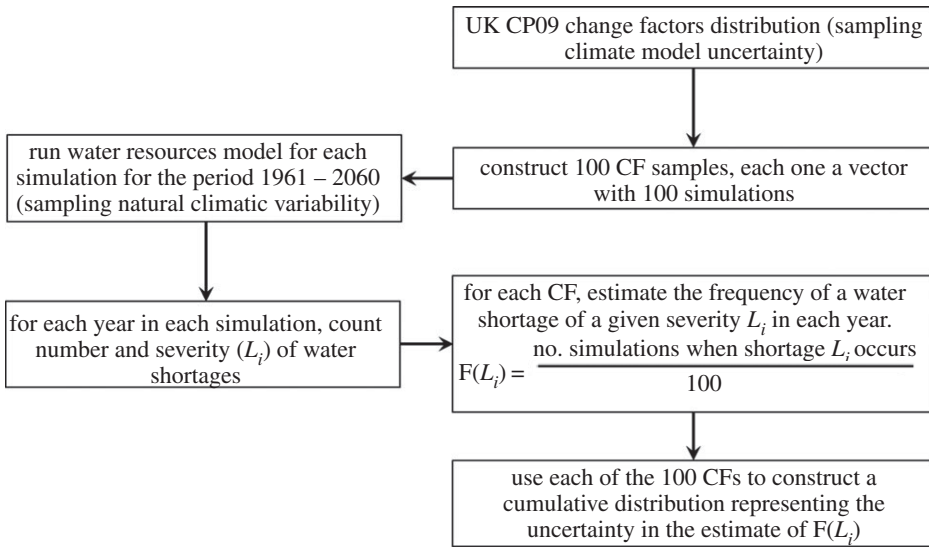 UK CP09 change factors distribution (sampling
climate model uncertainty)
construct 100 CF samples, each one a vector
with 100 simulations
run water resources model for each
simulation for the period 1961 – 2060
(sampling natural climatic variability)
for each year in each simulation, count
number and severity (Li) of water
shortages
for each CF, estimate the frequency of a water
shortage of a given severity Li in each year.
F(Li) = no. simulations when shortage Li occurs
100
use each of the 100 CFs to construct a
cumulative distribution representing the
uncertainty in the estimate of F(Li)